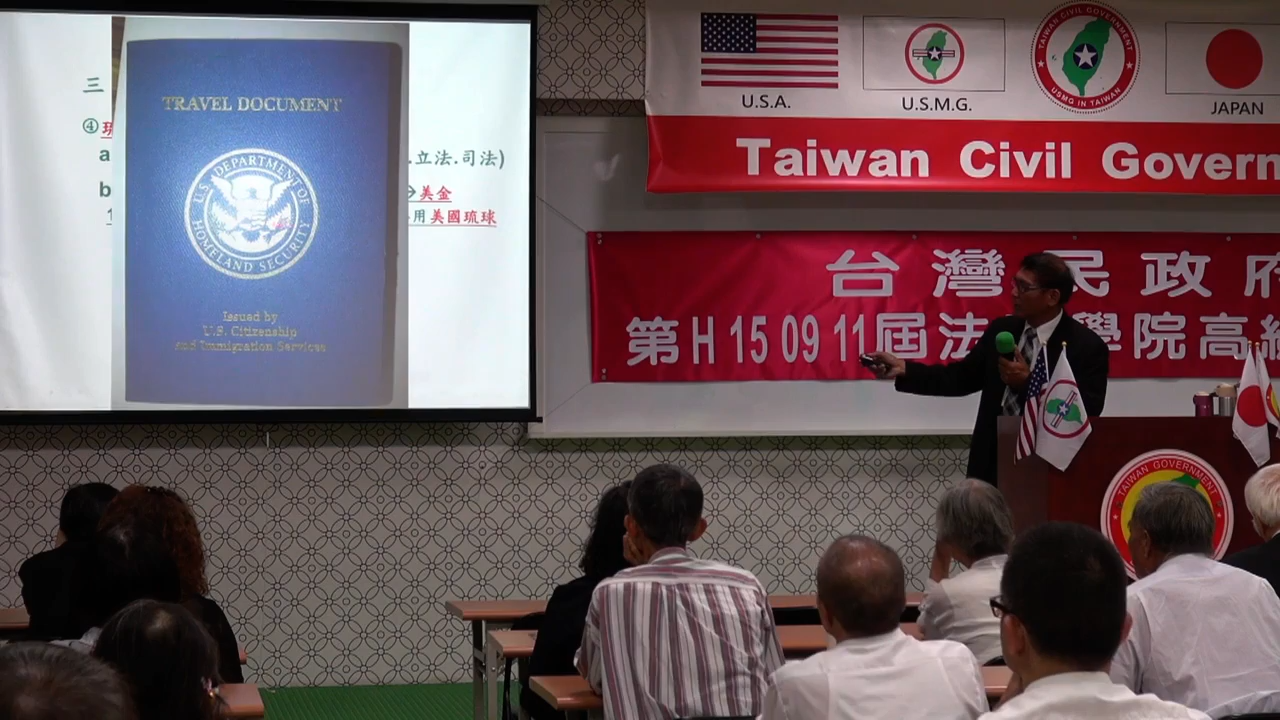 三
④ 琉
a
b
1
TRAVEL DOCUMENT
U.S. DEPARTMENT OF HOMELAND SECURITY
Issued by
U.S. Citizenship
and Immigration Services
.立法.司法)
美金
用美國琉球
U.S.A.
U.S.M.G.
TAIWAN CIVIL GOVERNMENT
USMG IN TAIWAN
JAPAN
Taiwan Civil Govern
台灣民政府
第H 15 09 11屆法學院高級
TAIWAN GOVERNMENT